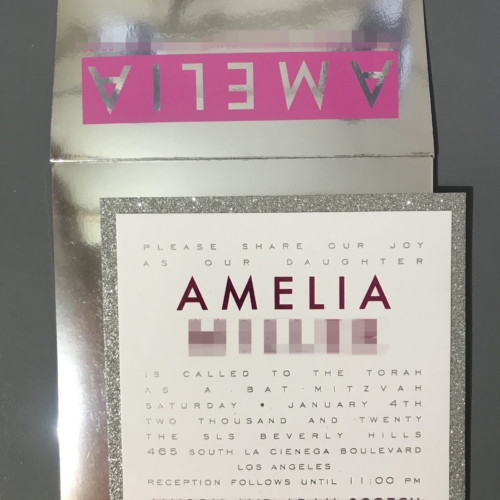 AMELIA
PLEASE SHARE OUR JOY
AS OUR DAUGHTER
AMELIA
IS CALLED TO THE TORAH
AS A BAT MITZVAH
SATURDAY • JANUARY 4TH
TWO THOUSAND AND TWENTY
THE SLS BEVERLY HILLS
465 SOUTH LA CIENEGA BOULEVARD
LOS ANGELES
RECEPTION FOLLOWS UNTIL 11:00 PM